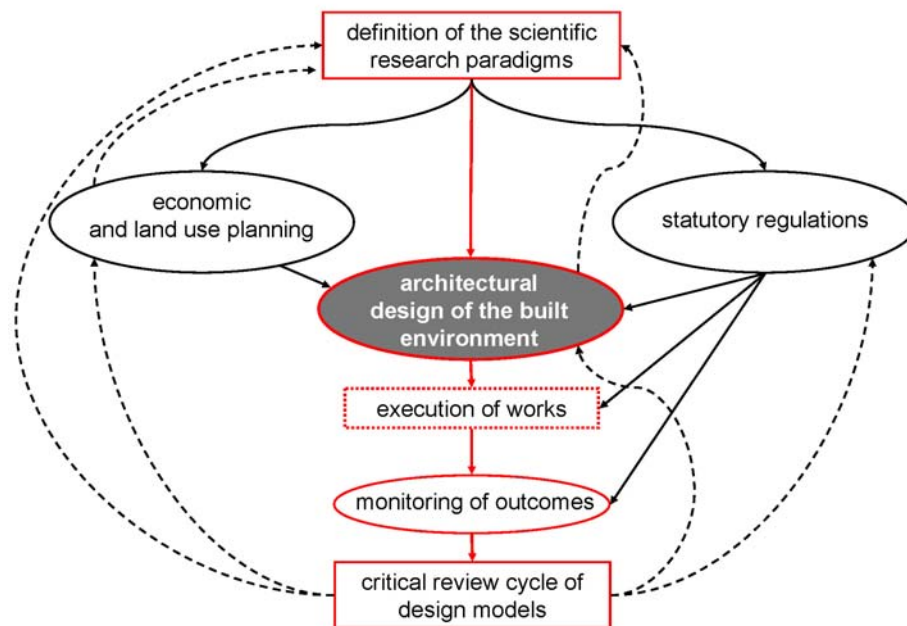 definition of the scientific
research paradigms
economic
and land use planning
statutory regulations
architectural
design of the built
environment
execution of works
monitoring of outcomes
critical review cycle of
design models